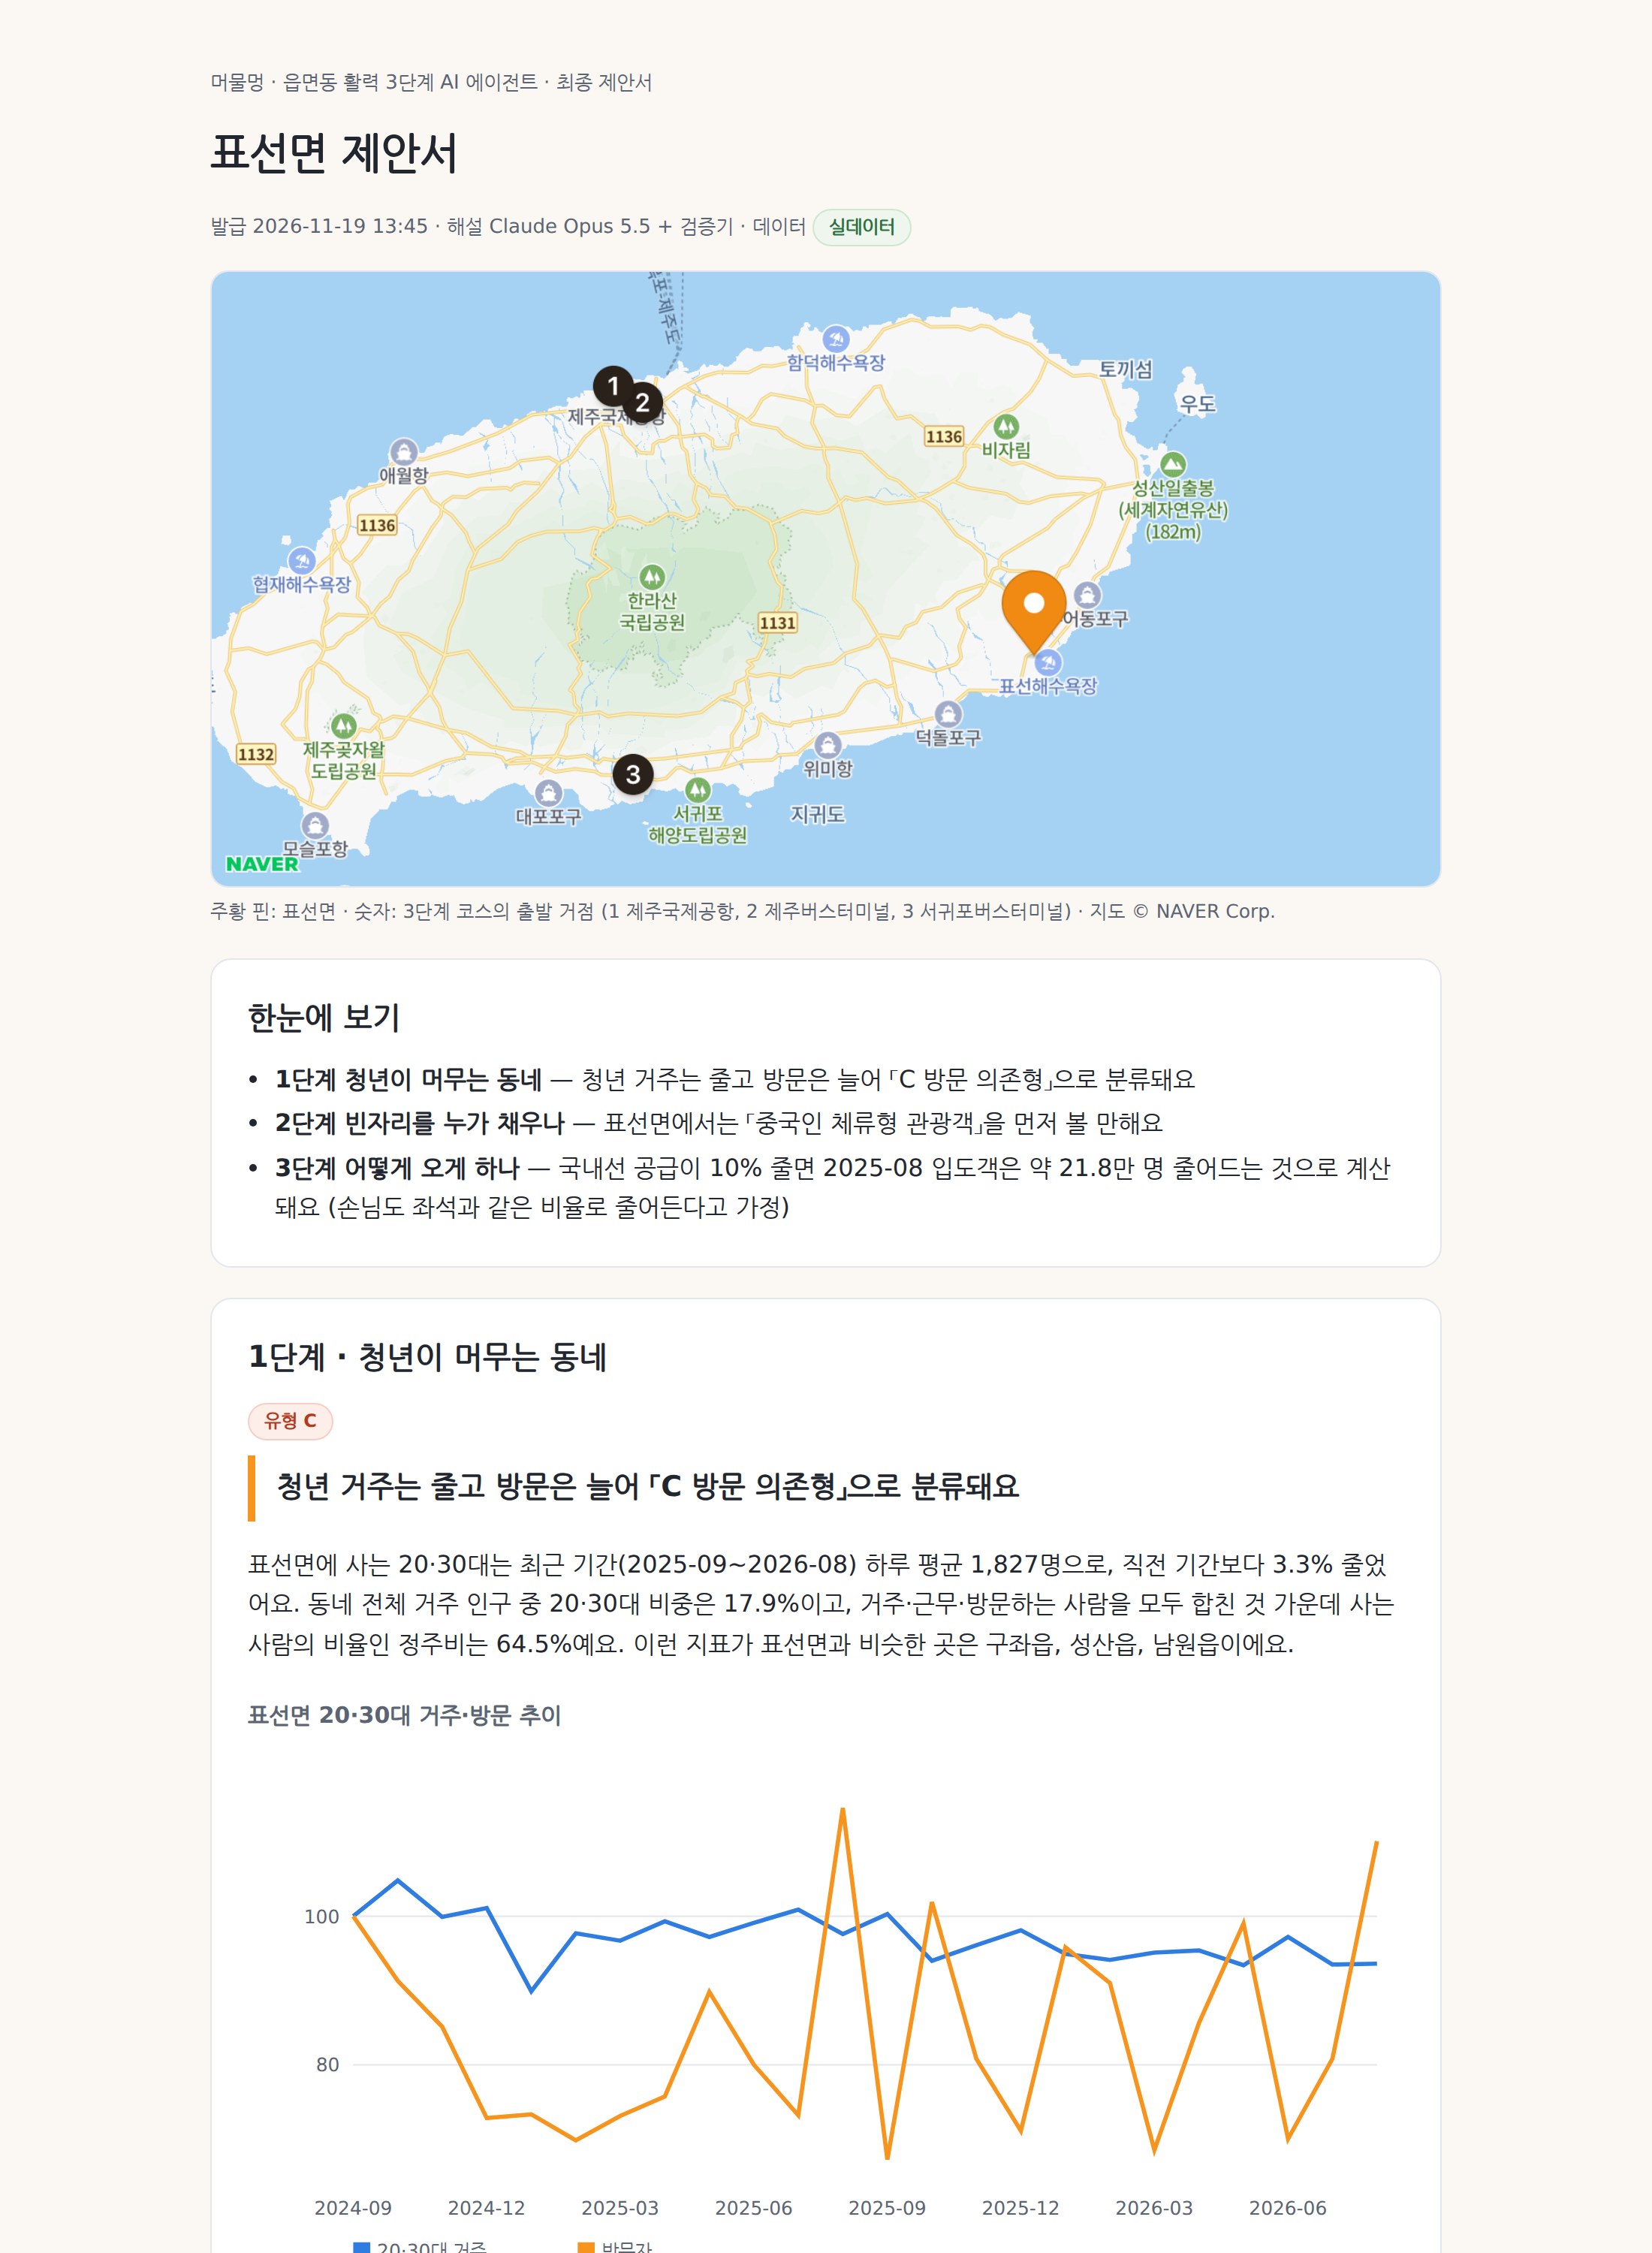 머물멍 · 읍면동 활력 3단계 AI 에이전트 · 최종 제안서
표선면 제안서
발급 2026-11-19 13:45 · 해설 Claude Opus 5.5 + 검증기 · 데이터 실데이터
함덕해수욕장
토끼섬
우도
1
2
1136
비자림
애월항
성산일출봉
(세계자연유산)
(182m)
1136
협재해수욕장
한라산
국립공원
1131
어동포구
표선해수욕장
제주곶자왈
도립공원
1132
덕돌포구
위미항
3
대포포구
서귀포
해양도립공원
지귀도
모슬포항
NAVER
주황 핀: 표선면 · 숫자: 3단계 코스의 출발 거점 (1 제주국제공항, 2 제주버스터미널, 3 서귀포버스터미널) · 지도 © NAVER Corp.
한눈에 보기
• 1단계 청년이 머무는 동네 — 청년 거주는 줄고 방문은 늘어 「C 방문 의존형」으로 분류돼요
• 2단계 빈자리를 누가 채우나 — 표선면에서는 「중국인 체류형 관광객」을 먼저 볼 만해요
• 3단계 어떻게 오게 하나 — 국내선 공급이 10% 줄면 2025-08 입도객은 약 21.8만 명 줄어드는 것으로 계산
돼요 (손님도 좌석과 같은 비율로 줄어든다고 가정)
1단계 · 청년이 머무는 동네
유형 C
청년 거주는 줄고 방문은 늘어 「C 방문 의존형」으로 분류돼요
표선면에 사는 20·30대는 최근 기간(2025-09~2026-08) 하루 평균 1,827명으로, 직전 기간보다 3.3% 줄었
어요. 동네 전체 거주 인구 중 20·30대 비중은 17.9%이고, 거주·근무·방문하는 사람을 모두 합친 것 가운데 사는
사람의 비율인 정주비는 64.5%예요. 이런 지표가 표선면과 비슷한 곳은 구좌읍, 성산읍, 남원읍이에요.
표선면 20·30대 거주·방문 추이
100
80
2024-09 2024-12 2025-03 2025-06 2025-09 2025-12 2026-03 2026-06
20·30대 거주 방문자